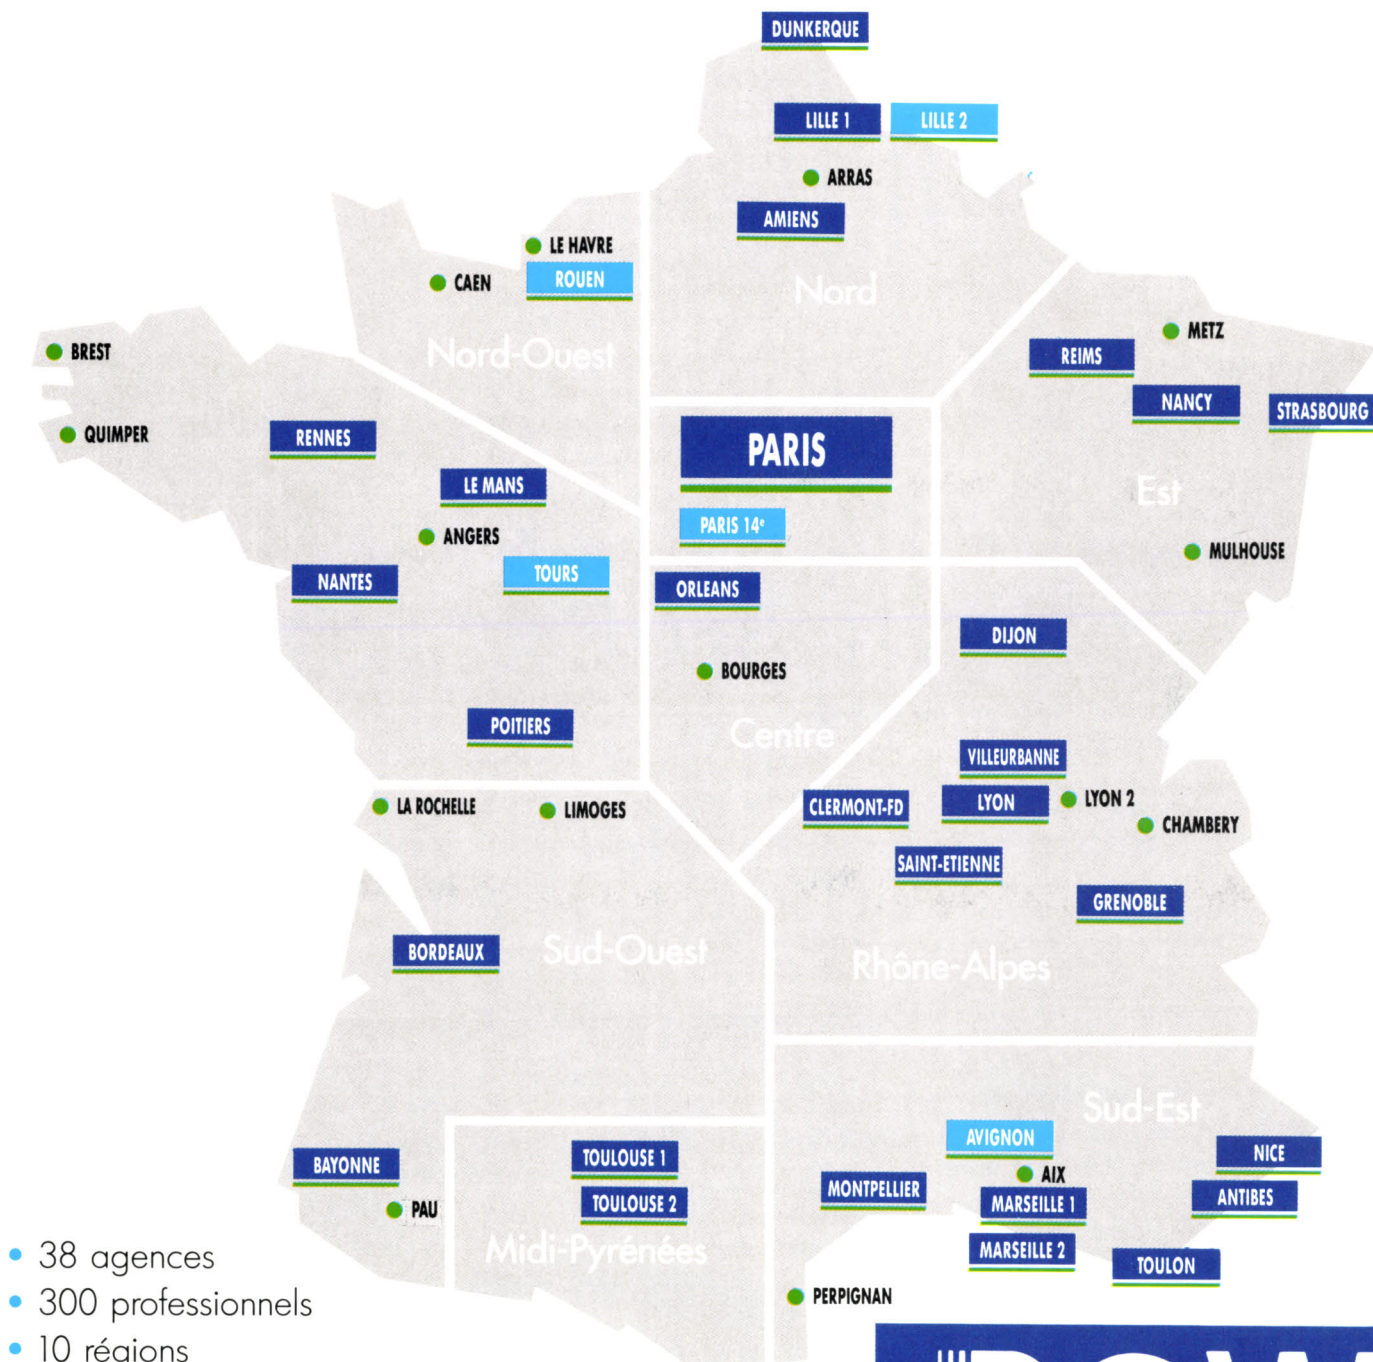 DUNKERQUE
LILLE 1
LILLE 2
ARRAS
AMIENS
LE HAVRE
CAEN
ROUEN
Nord
Nord-Ouest
BREST
METZ
REIMS
NANCY
STRASBOURG
QUIMPER
RENNES
PARIS
LE MANS
Est
PARIS 14e
ANGERS
MULHOUSE
NANTES
TOURS
ORLEANS
DIJON
BOURGES
POITIERS
Centre
VILLEURBANNE
LA ROCHELLE
LIMOGES
CLERMONT-FD
LYON
LYON 2
CHAMBERY
SAINT-ETIENNE
GRENOBLE
BORDEAUX
Sud-Ouest
Rhône-Alpes
Sud-Est
AVIGNON
NICE
BAYONNE
TOULOUSE 1
AIX
MONTPELLIER
MARSEILLE 1
ANTIBES
PAU
TOULOUSE 2
Midi-Pyrénées
MARSEILLE 2
TOULON
PERPIGNAN
• 38 agences
• 300 professionnels
• 10 régions